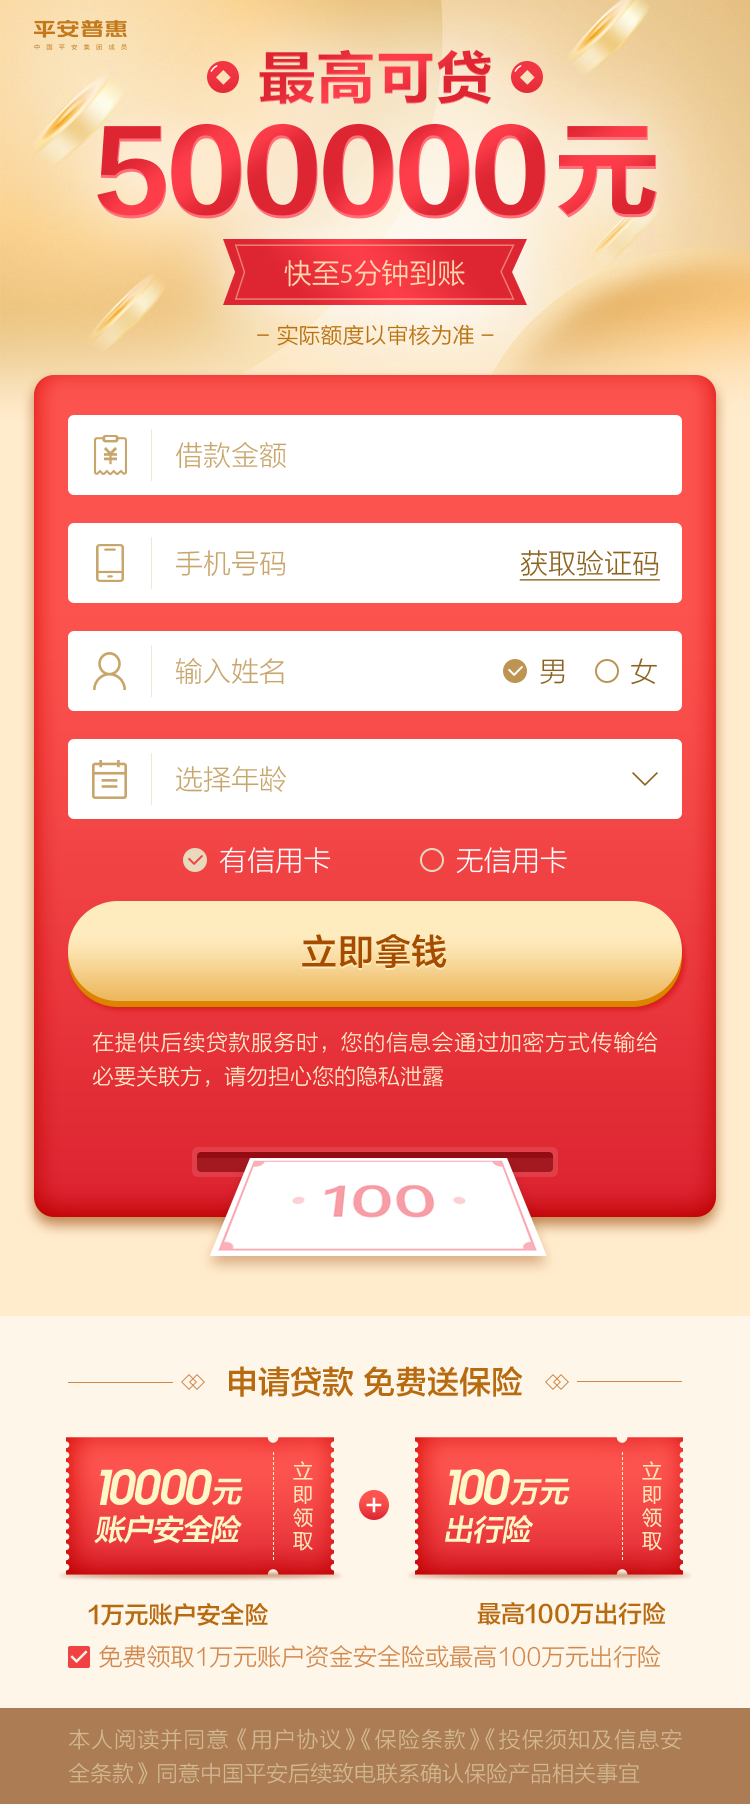 平安普惠
中国平安集团成员
最高可贷
500000元
快至5分钟到账
– 实际额度以审核为准 –
¥ 借款金额
手机号码 获取验证码
输入姓名 男 女
选择年龄
有信用卡 无信用卡
立即拿钱
在提供后续贷款服务时，您的信息会通过加密方式传输给
必要关联方，请勿担心您的隐私泄露
100
申请贷款 免费送保险
10000元
账户安全险
立即领取
+
100万元
出行险
立即领取
1万元账户安全险 最高100万出行险
免费领取1万元账户资金安全险或最高100万元出行险
本人阅读并同意《用户协议》《保险条款》《投保须知及信息安
全条款》同意中国平安后续致电联系确认保险产品相关事宜